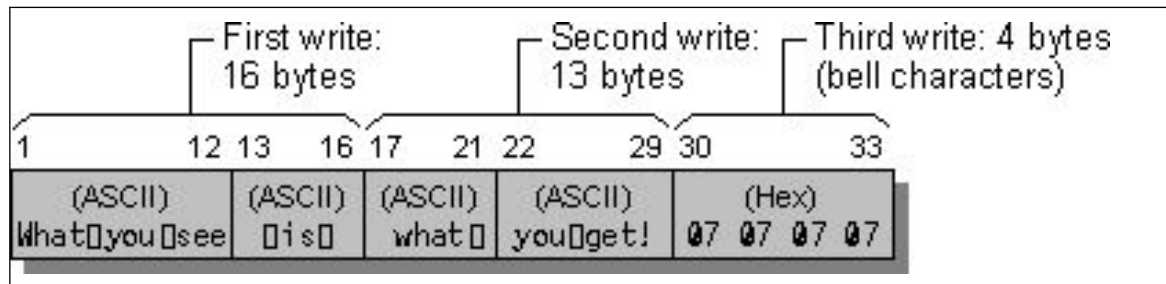 First write: Second write: Third write: 4 bytes
16 bytes 13 bytes (bell characters)
1 12 13 16 17 21 22 29 30 33
(ASCII) (ASCII) (ASCII) (ASCII) (Hex)
What▯you▯see ▯is▯ what▯ you▯get! 07 07 07 07